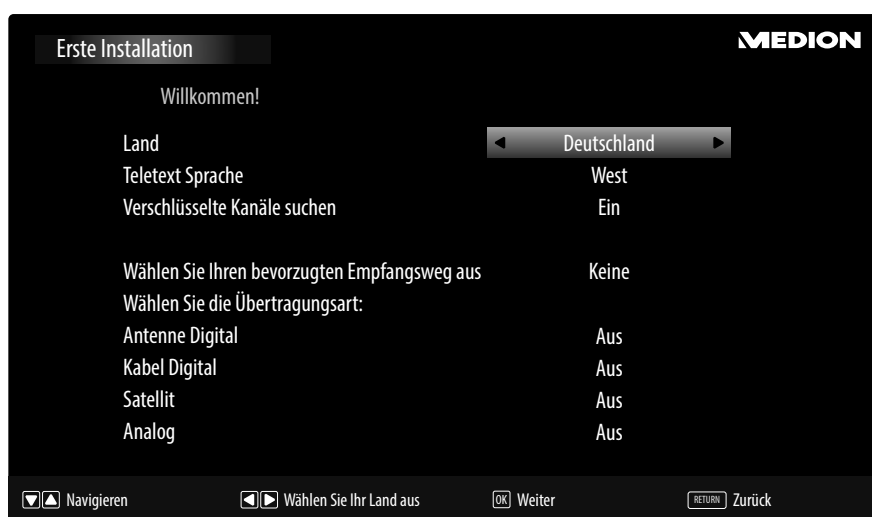 Erste Installation
MEDION
Willkommen!
Land Deutschland
Teletext Sprache West
Verschlüsselte Kanäle suchen Ein
Wählen Sie Ihren bevorzugten Empfangsweg aus Keine
Wählen Sie die Übertragungsart:
Antenne Digital Aus
Kabel Digital Aus
Satellit Aus
Analog Aus
Navigieren Wählen Sie Ihr Land aus OK Weiter RETURN Zurück